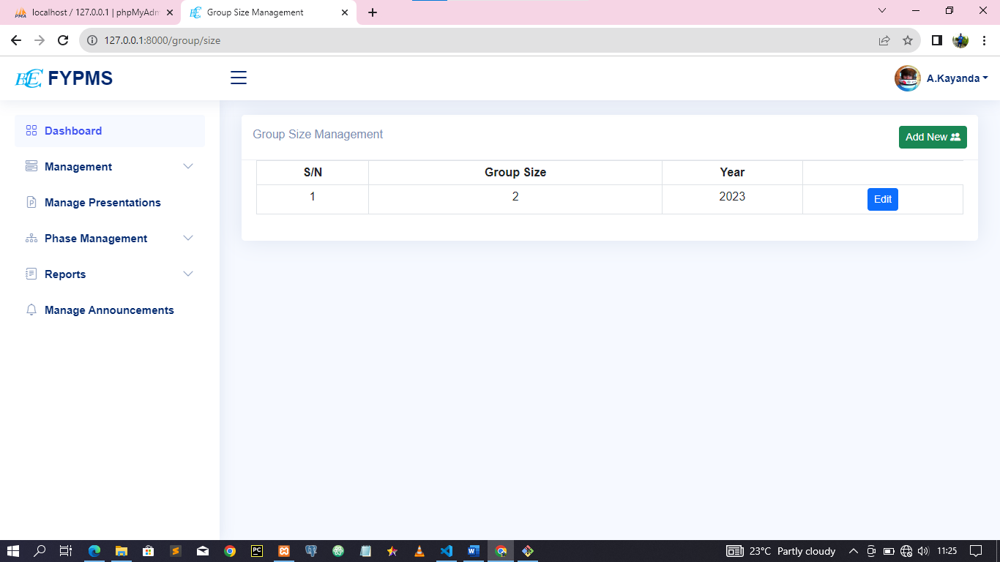 localhost / 127.0.0.1 | phpMyAdm
Group Size Management
127.0.0.1:8000/group/size
FYPMS
A.Kayanda
Dashboard
Management
Manage Presentations
Phase Management
Reports
Manage Announcements
Group Size Management
Add New
S/N Group Size Year
1 2 2023 Edit
23°C Partly cloudy
11:25